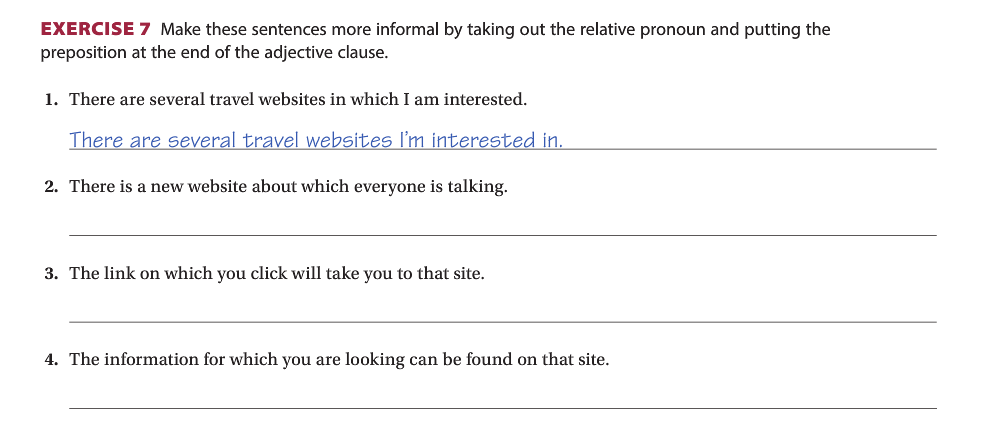 EXERCISE 7 Make these sentences more informal by taking out the relative pronoun and putting the
preposition at the end of the adjective clause.
1. There are several travel websites in which I am interested.
There are several travel websites I'm interested in.
2. There is a new website about which everyone is talking.
3. The link on which you click will take you to that site.
4. The information for which you are looking can be found on that site.